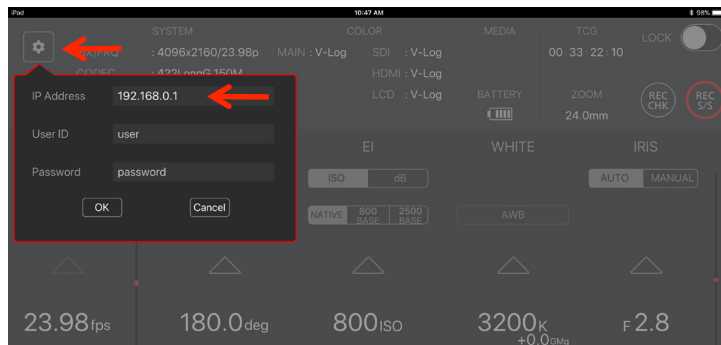 iPad 10:47 AM 98%
SYSTEM COLOR MEDIA TCG LOCK
/FRQ : 4096x2160/23.98p MAIN : V-Log SDI : V-Log 00:33:22:10
CODEC : 422LongG 150M HDMI : V-Log
LCD : V-Log BATTERY ZOOM REC CHK REC S/S
24.0mm
IP Address 192.168.0.1
User ID user
Password password
OK Cancel
EI WHITE IRIS
ISO dB AUTO MANUAL
NATIVE 800 BASE 2500 BASE AWB
x
23.98fps 180.0deg 800ISO 3200K F2.8
+0.0GMg